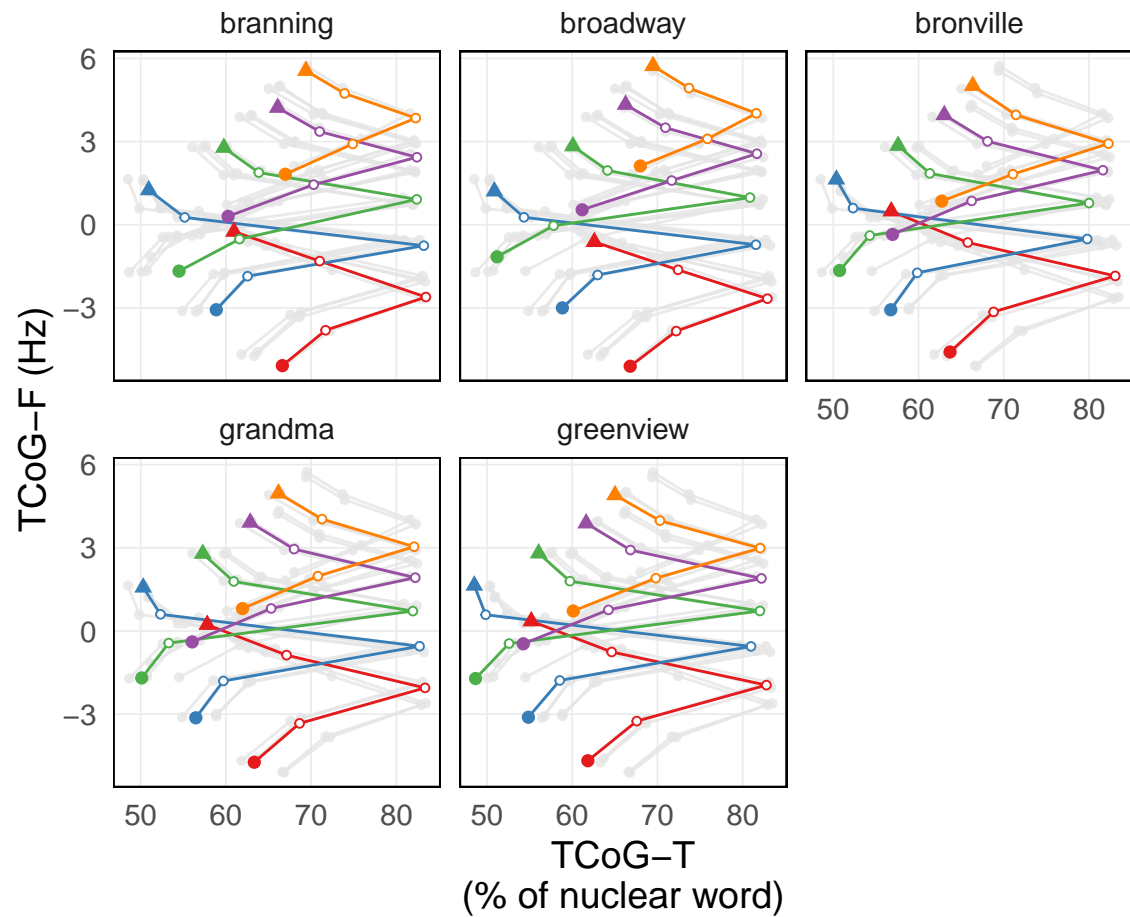 branning
broadway
bronville
6
3
0
−3
50 60 70 80
grandma
greenview
6
3
0
−3
50 60 70 80
50 60 70 80
TCoG−F (Hz)
TCoG−T
(% of nuclear word)